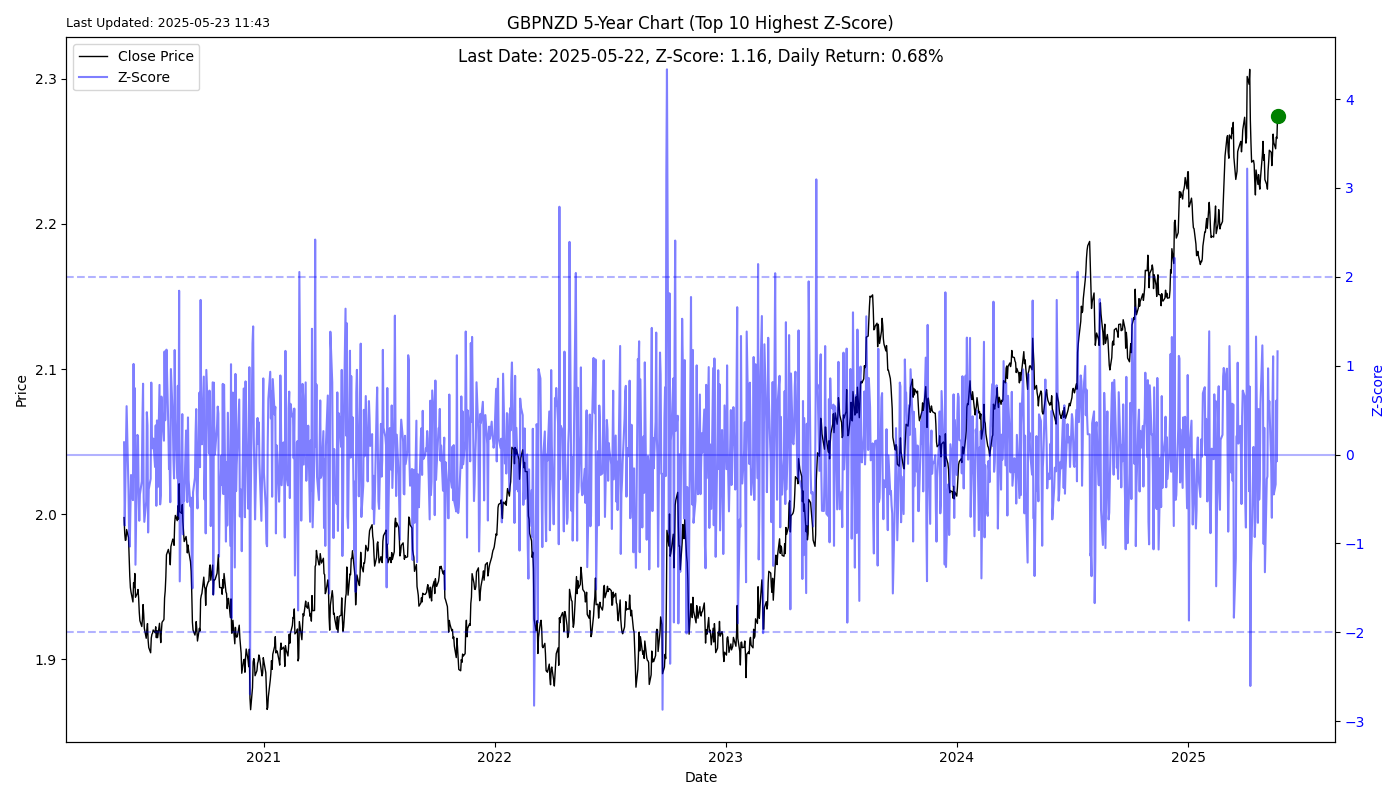 Last Updated: 2025-05-23 11:43
GBPNZD 5-Year Chart (Top 10 Highest Z-Score)
Last Date: 2025-05-22, Z-Score: 1.16, Daily Return: 0.68%
Close Price
Z-Score
2.3
2.2
2.1
2.0
1.9
Price
4
3
2
1
0
−1
−2
−3
Z-Score
2021
2022
2023
2024
2025
Date